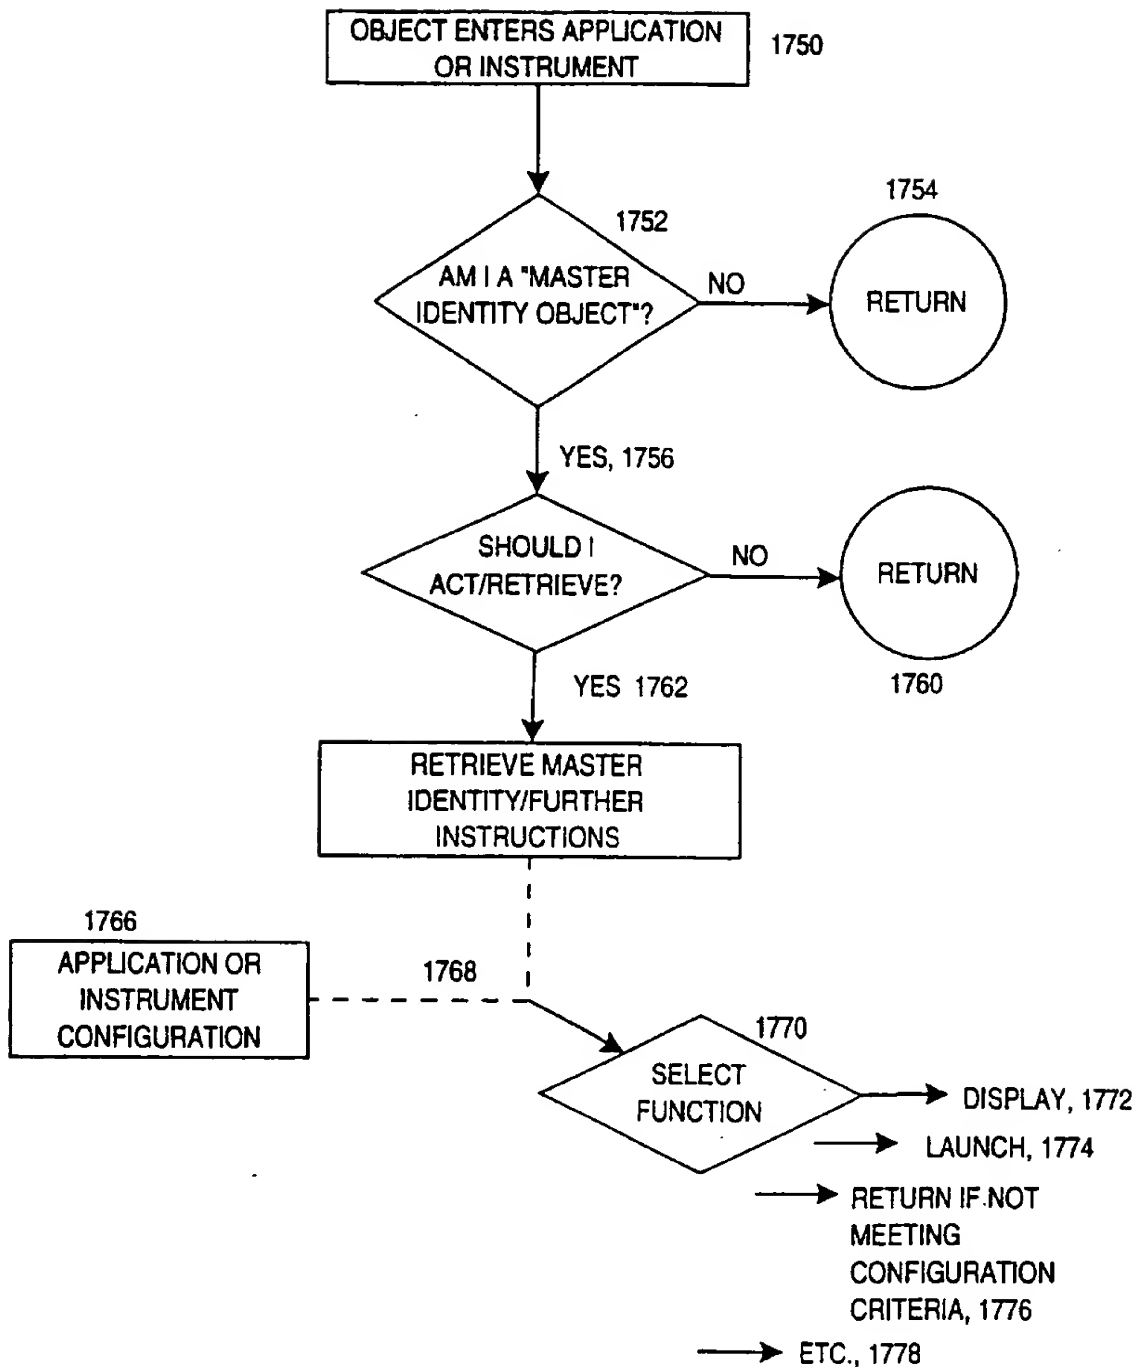 OBJECT ENTERS APPLICATION
OR INSTRUMENT
1750
1752
AM I A "MASTER
IDENTITY OBJECT"?
NO
1754
RETURN
YES, 1756
SHOULD I
ACT/RETRIEVE?
NO
RETURN
1760
YES 1762
RETRIEVE MASTER
IDENTITY/FURTHER
INSTRUCTIONS
1766
APPLICATION OR
INSTRUMENT
CONFIGURATION
1768
1770
SELECT
FUNCTION
DISPLAY, 1772
LAUNCH, 1774
RETURN IF NOT
MEETING
CONFIGURATION
CRITERIA, 1776
ETC., 1778